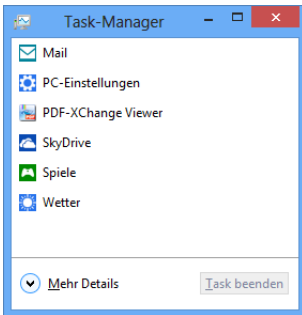 Task-Manager
Mail
PC-Einstellungen
PDF-XChange Viewer
SkyDrive
Spiele
Wetter
Mehr Details Task beenden